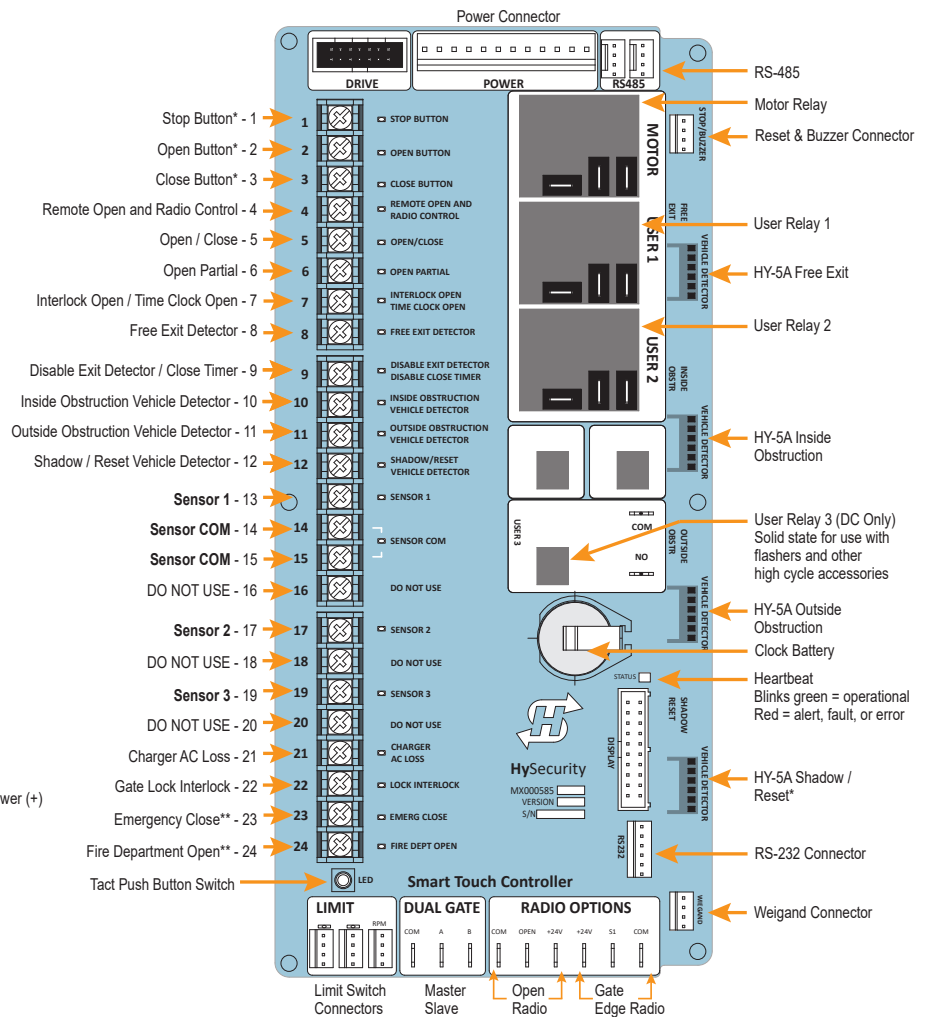 Power Connector
DRIVE
POWER
RS485
RS-485
Motor Relay
Reset & Buzzer Connector
User Relay 1
HY-5A Free Exit
User Relay 2
HY-5A Inside
Obstruction
User Relay 3 (DC Only)
Solid state for use with
flashers and other
high cycle accessories
HY-5A Outside
Obstruction
Clock Battery
Heartbeat
Blinks green = operational
Red = alert, fault, or error
HY-5A Shadow /
Reset*
RS-232 Connector
Weigand Connector
Stop Button* - 1
Open Button* - 2
Close Button* - 3
Remote Open and Radio Control - 4
Open / Close - 5
Open Partial - 6
Interlock Open / Time Clock Open - 7
Free Exit Detector - 8
Disable Exit Detector / Close Timer - 9
Inside Obstruction Vehicle Detector - 10
Outside Obstruction Vehicle Detector - 11
Shadow / Reset Vehicle Detector - 12
Sensor 1 - 13
Sensor COM - 14
Sensor COM - 15
DO NOT USE - 16
Sensor 2 - 17
DO NOT USE - 18
Sensor 3 - 19
DO NOT USE - 20
Charger AC Loss - 21
Gate Lock Interlock - 22
Emergency Close** - 23
Fire Department Open** - 24
Tact Push Button Switch
ower (+)
1 STOP BUTTON
2 OPEN BUTTON
3 CLOSE BUTTON
4 REMOTE OPEN AND
RADIO CONTROL
5 OPEN/CLOSE
6 OPEN PARTIAL
7 INTERLOCK OPEN
TIME CLOCK OPEN
8 FREE EXIT DETECTOR
9 DISABLE EXIT DETECTOR
DISABLE CLOSE TIMER
10 INSIDE OBSTRUCTION
VEHICLE DETECTOR
11 OUTSIDE OBSTRUCTION
VEHICLE DETECTOR
12 SHADOW/RESET
VEHICLE DETECTOR
SENSOR 1
14
SENSOR COM
15
16 DO NOT USE
17 SENSOR 2
18 DO NOT USE
19 SENSOR 3
20 DO NOT USE
21 CHARGER
AC LOSS
22 LOCK INTERLOCK
23 EMERG CLOSE
24 FIRE DEPT OPEN
LED
MOTOR
USER 1
USER 2
USER 3
COM
NO
STOP/BUZZER
FREE
EXIT
VEHICLE DETECTOR
INSIDE
OBSTR
VEHICLE DETECTOR
OUTSIDE
OBSTR
VEHICLE DETECTOR
STATUS
SHADOW
RESET
DISPLAY
VEHICLE DETECTOR
RS232
WIEGAND
H
HySecurity
MX000585
VERSION
S/N
Smart Touch Controller
LIMIT
RPM
DUAL GATE
COM A B
RADIO OPTIONS
COM OPEN +24V +24V S1 COM
Limit Switch
Connectors
Master
Slave
Open
Radio
Gate
Edge Radio